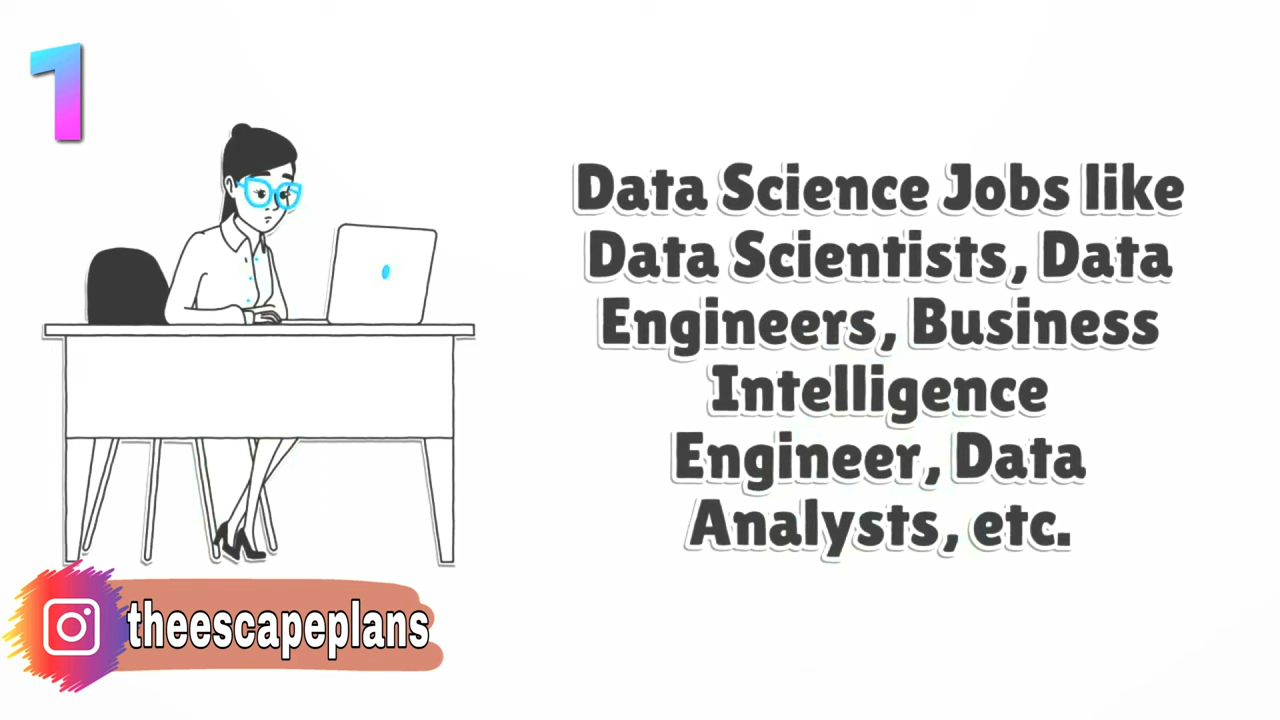 1
Data Science Jobs like
Data Scientists, Data
Engineers, Business
Intelligence
Engineer, Data
Analysts, etc.
theescapeplans